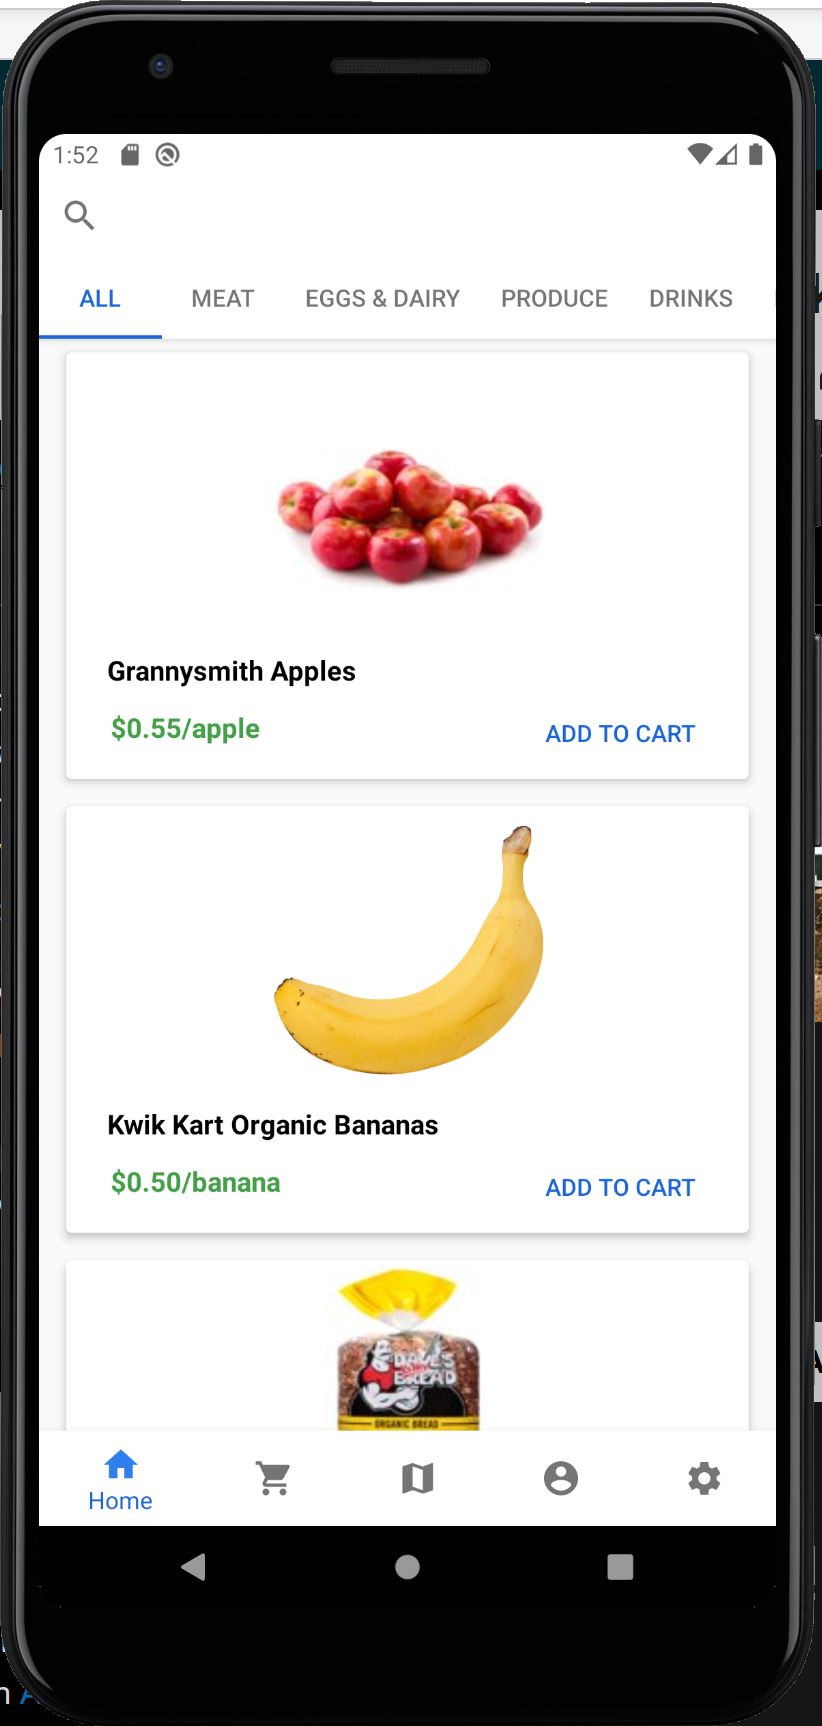 1:52
ALL MEAT EGGS & DAIRY PRODUCE DRINKS
Grannysmith Apples
$0.55/apple ADD TO CART
Kwik Kart Organic Bananas
$0.50/banana ADD TO CART
DAVE'S
BREAD
ORGANIC BREAD
Home